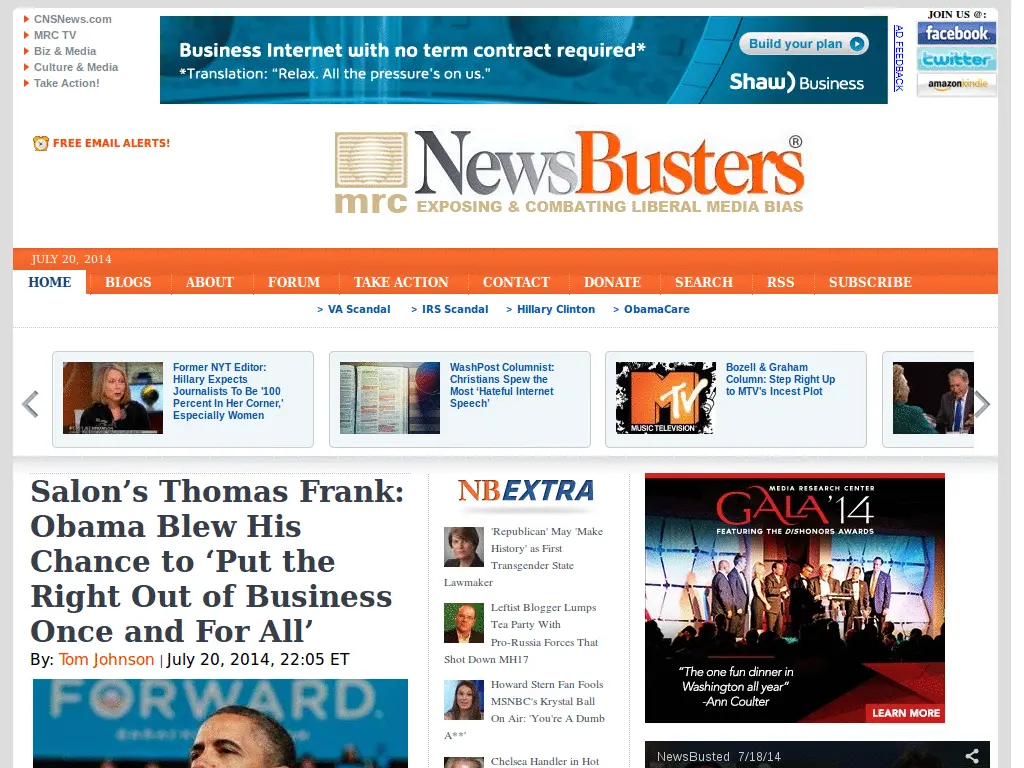 CNSNews.com
MRC TV
Biz & Media
Culture & Media
Take Action!
Business Internet with no term contract required*
*Translation: “Relax. All the pressure’s on us.”
Build your plan
Shaw) Business
AD FEEDBACK
JOIN US @:
facebook
twitter
amazonkindle
FREE EMAIL ALERTS!
NewsBusters®
mrc EXPOSING & COMBATING LIBERAL MEDIA BIAS
JULY 20, 2014
HOME BLOGS ABOUT FORUM TAKE ACTION CONTACT DONATE SEARCH RSS SUBSCRIBE
> VA Scandal > IRS Scandal > Hillary Clinton > ObamaCare
Former NYT Editor:
Hillary Expects
Journalists To Be '100
Percent In Her Corner,'
Especially Women
WashPost Columnist:
Christians Spew the
Most ‘Hateful Internet
Speech’
MTV
MUSIC TELEVISION
Bozell & Graham
Column: Step Right Up
to MTV's Incest Plot
Salon’s Thomas Frank:
Obama Blew His
Chance to ‘Put the
Right Out of Business
Once and For All’
By: Tom Johnson | July 20, 2014, 22:05 ET
FORWARD.
NBEXTRA
'Republican' May 'Make
History' as First
Transgender State
Lawmaker
Leftist Blogger Lumps
Tea Party With
Pro-Russia Forces That
Shot Down MH17
Howard Stern Fan Fools
MSNBC's Krystal Ball
On Air: 'You're A Dumb
A**'
Chelsea Handler in Hot
MEDIA RESEARCH CENTER
GALA’14
FEATURING THE DISHONORS AWARDS
“The one fun dinner in
Washington all year”
-Ann Coulter
LEARN MORE
NewsBusted 7/18/14